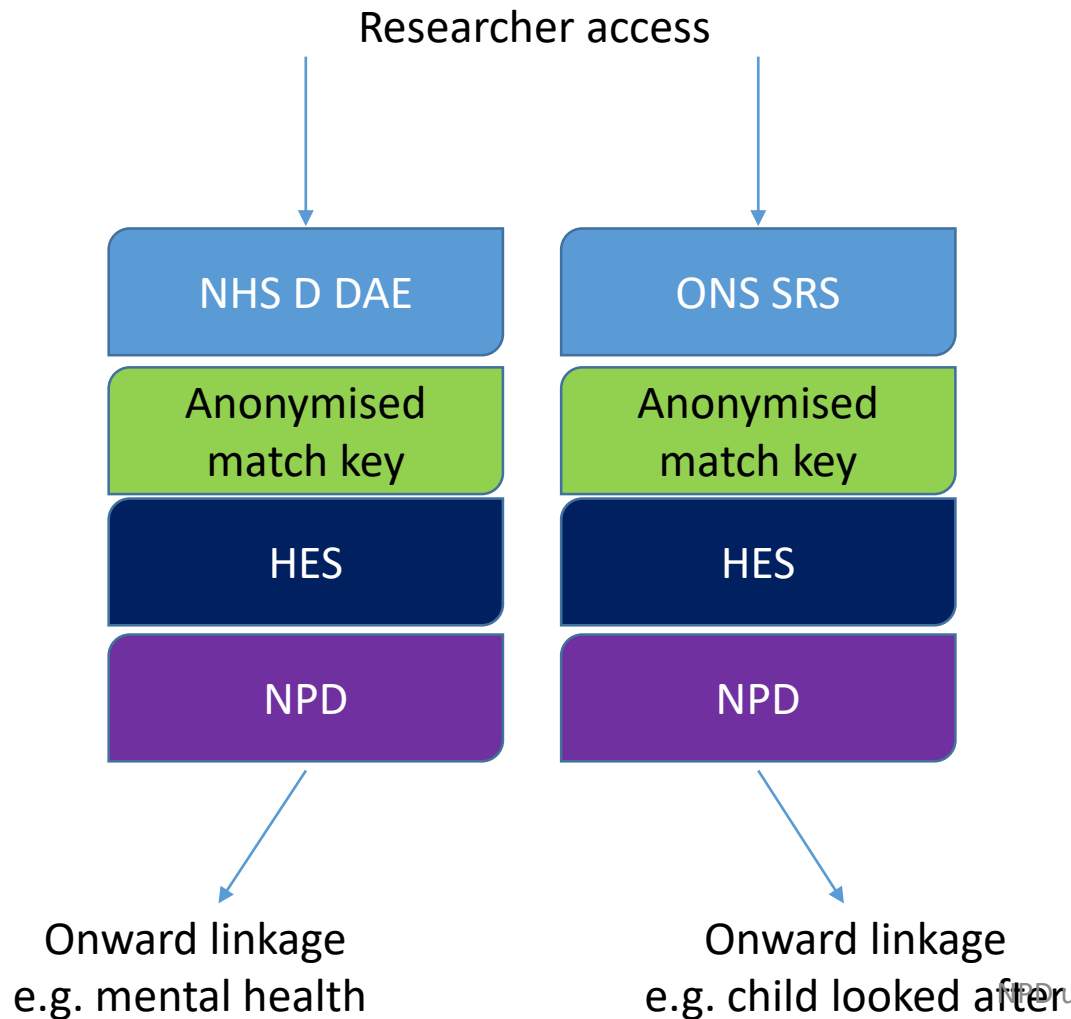 Researcher access
NHS D DAE
ONS SRS
Anonymised
match key
Anonymised
match key
HES
HES
NPD
NPD
Onward linkage
e.g. mental health
Onward linkage
e.g. child looked after
NPD